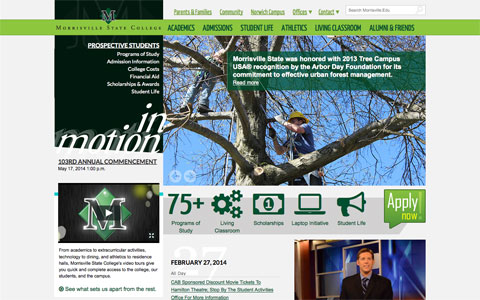 Parents & Families Community Norwich Campus Offices Contact
Search Morrisville.Edu
MORRISVILLE STATE COLLEGE
ACADEMICS ADMISSIONS STUDENT LIFE ATHLETICS LIVING CLASSROOM ALUMNI & FRIENDS
PROSPECTIVE STUDENTS
Programs of Study
Admission Information
College Costs
Financial Aid
Scholarships & Awards
Student Life
in
motion
Morrisville State was honored with 2013 Tree Campus
USA® recognition by the Arbor Day Foundation for its
commitment to effective urban forest management.
Read more
103RD ANNUAL COMMENCEMENT
May 17, 2014 1:00 p.m.
75+
Programs of
Study
Living
Classroom
Scholarships
Laptop Initiative
Student Life
Apply
now
From academics to extracurricular activities,
technology to dining, and athletics to residence
halls, Morrisville State College's video tours give
you quick and complete access to the college, our
students, and the campus.
See what sets us apart from the rest.
27
FEBRUARY 27, 2014
All Day
CAB Sponsored Discount Movie Tickets To
Hamilton Theatre, Stop By The Student Activities
Office For More Information